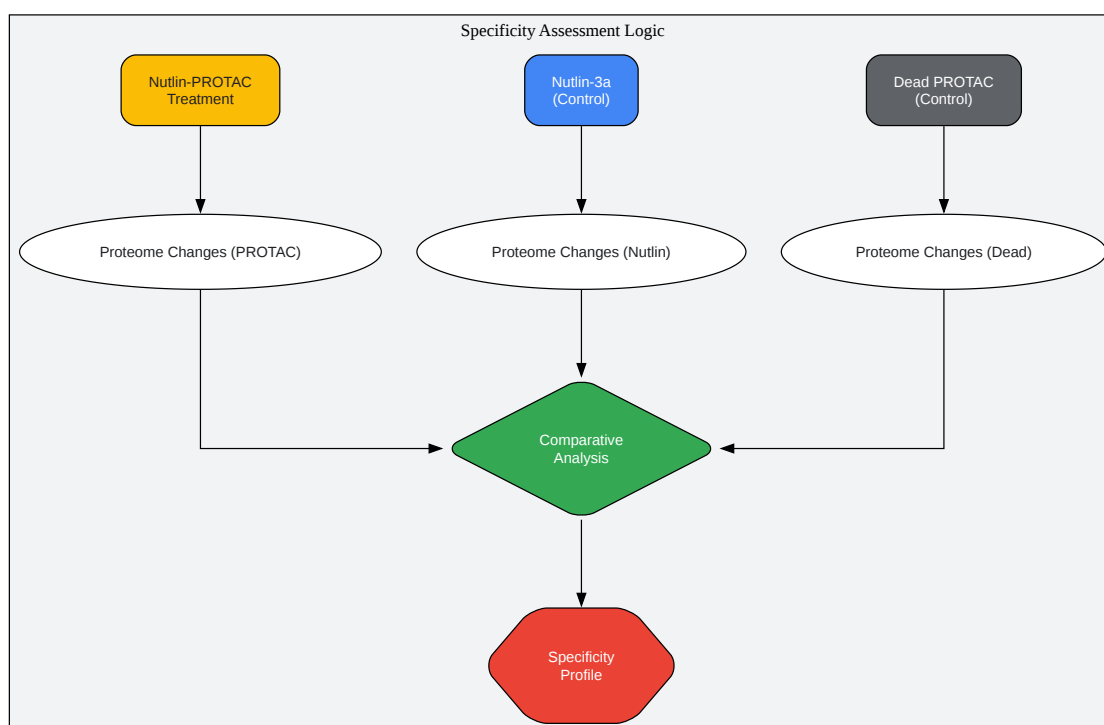 Specificity Assessment Logic
Nutlin-PROTAC
Treatment
Nutlin-3a
(Control)
Dead PROTAC
(Control)
Proteome Changes (PROTAC)
Proteome Changes (Nutlin)
Proteome Changes (Dead)
Comparative
Analysis
Specificity
Profile